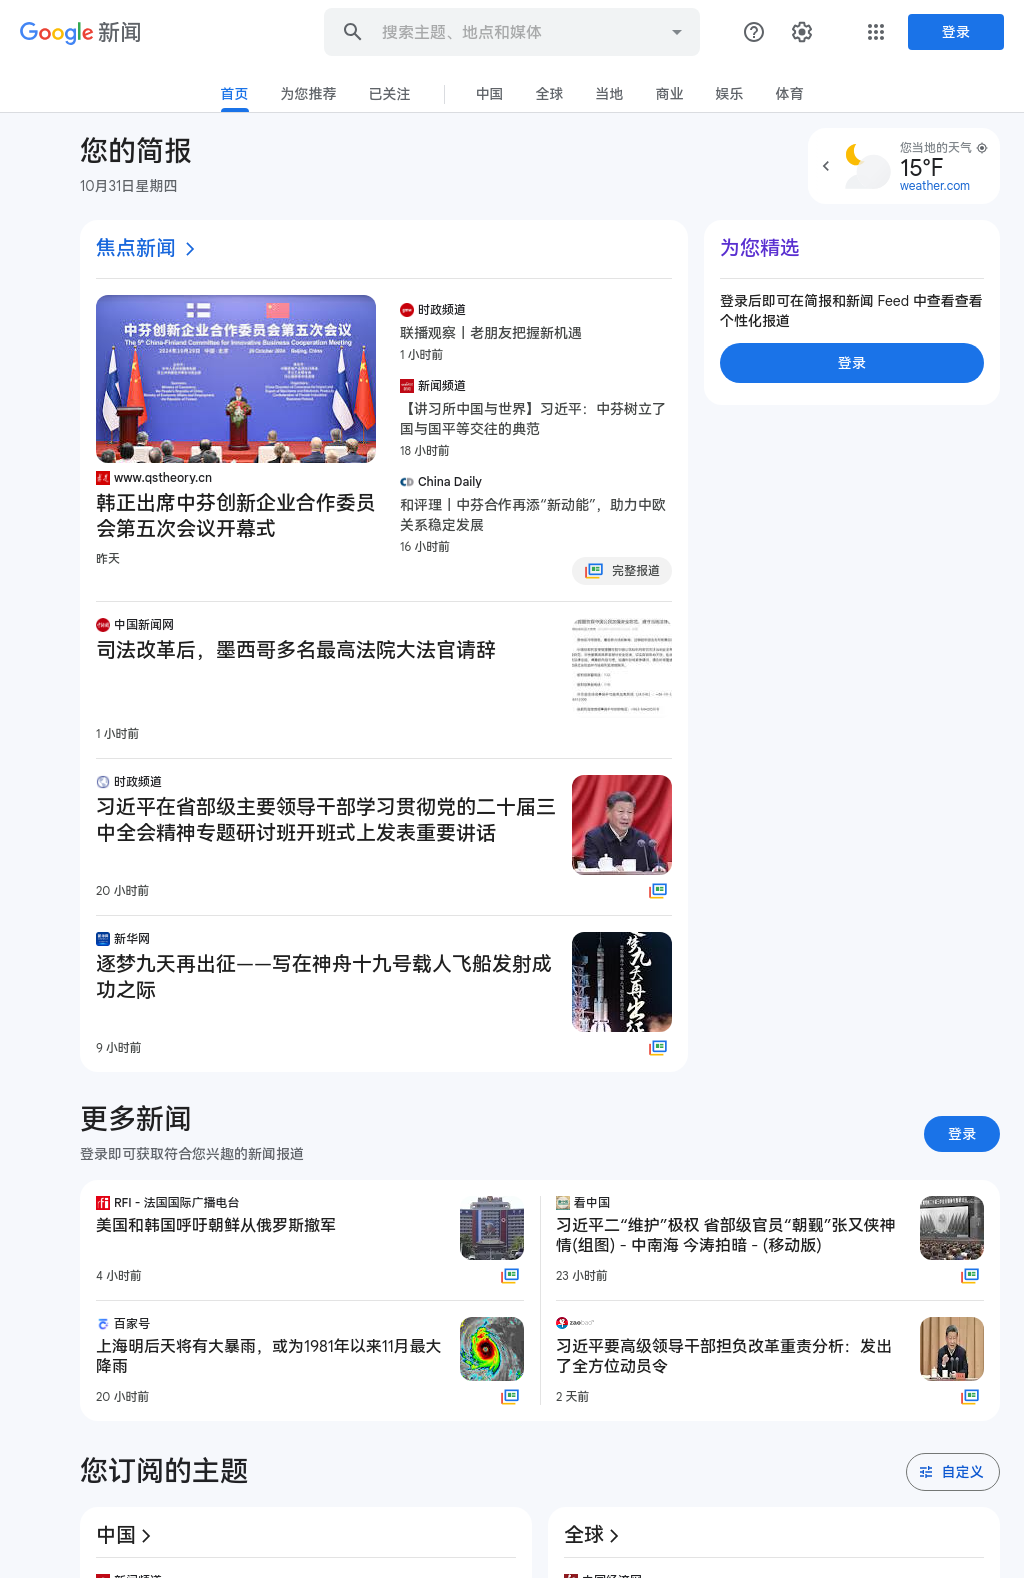 Google 新闻
搜索主题、地点和媒体
登录
首页
为您推荐
已关注
中国
全球
当地
商业
娱乐
体育
您的简报
10月31日星期四
您当地的天气
15°F
weather.com
焦点新闻
中芬创新企业合作委员会第五次会议
The 5th China-Finland Committee for Innovative Business Cooperation Meeting
www.qstheory.cn
韩正出席中芬创新企业合作委员
会第五次会议开幕式
昨天
时政频道
联播观察丨老朋友把握新机遇
1 小时前
新闻频道
【讲习所中国与世界】习近平：中芬树立了
国与国平等交往的典范
18 小时前
China Daily
和评理丨中芬合作再添“新动能”，助力中欧
关系稳定发展
16 小时前
完整报道
中国新闻网
司法改革后，墨西哥多名最高法院大法官请辞
1 小时前
时政频道
习近平在省部级主要领导干部学习贯彻党的二十届三
中全会精神专题研讨班开班式上发表重要讲话
20 小时前
新华网
逐梦九天再出征——写在神舟十九号载人飞船发射成
功之际
9 小时前
梦九天再出征
为您精选
登录后即可在简报和新闻 Feed 中查看查看
个性化报道
登录
更多新闻
登录即可获取符合您兴趣的新闻报道
登录
RFI - 法国国际广播电台
美国和韩国呼吁朝鲜从俄罗斯撤军
4 小时前
百家号
上海明后天将有大暴雨，或为1981年以来11月最大
降雨
20 小时前
看中国
习近平二“维护”极权 省部级官员“朝觐”张又侠神
情(组图) - 中南海 今涛拍暗 - (移动版)
23 小时前
zaobao
习近平要高级领导干部担负改革重责分析：发出
了全方位动员令
2 天前
您订阅的主题
自定义
中国
全球